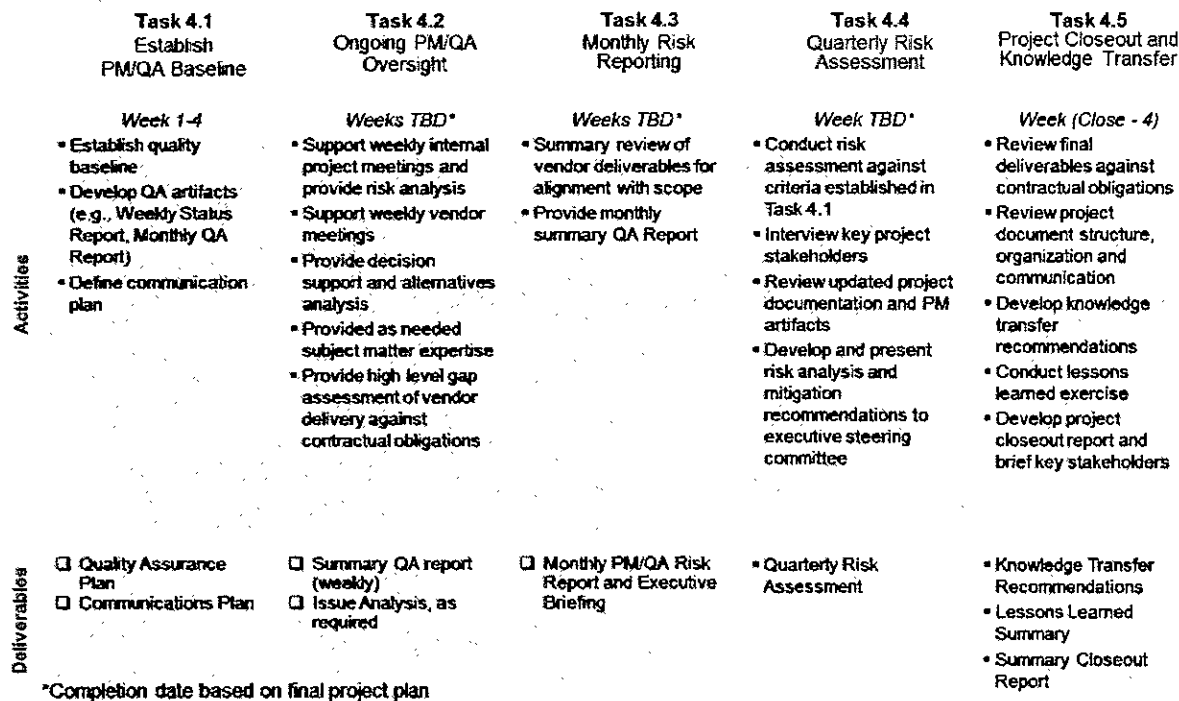 Task 4.1
Establish
PM/QA Baseline
Week 1-4
▪ Establish quality
baseline
▪ Develop QA artifacts
(e.g., Weekly Status
Report, Monthly QA
Report)
▪ Define communication
plan
Task 4.2
Ongoing PM/QA
Oversight
Weeks TBD*
▪ Support weekly internal
project meetings and
provide risk analysis
▪ Support weekly vendor
meetings
▪ Provide decision
support and alternatives
analysis
▪ Provided as needed
subject matter expertise
▪ Provide high level gap
assessment of vendor
delivery against
contractual obligations
Task 4.3
Monthly Risk
Reporting
Weeks TBD*
▪ Summary review of
vendor deliverables for
alignment with scope
▪ Provide monthly
summary QA Report
Task 4.4
Quarterly Risk
Assessment
Week TBD*
▪ Conduct risk
assessment against
criteria established in
Task 4.1
▪ Interview key project
stakeholders
▪ Review updated project
documentation and PM
artifacts
▪ Develop and present
risk analysis and
mitigation
recommendations to
executive steering
committee
Task 4.5
Project Closeout and
Knowledge Transfer
Week (Close - 4)
▪ Review final
deliverables against
contractual obligations
▪ Review project
document structure,
organization and
communication
▪ Develop knowledge
transfer
recommendations
▪ Conduct lessons
learned exercise
▪ Develop project
closeout report and
brief key stakeholders
Activities
Deliverables
❑ Quality Assurance
Plan
❑ Communications Plan
❑ Summary QA report
(weekly)
❑ Issue Analysis, as
required
❑ Monthly PM/QA Risk
Report and Executive
Briefing
▪ Quarterly Risk
Assessment
▪ Knowledge Transfer
Recommendations
▪ Lessons Learned
Summary
▪ Summary Closeout
Report
*Completion date based on final project plan